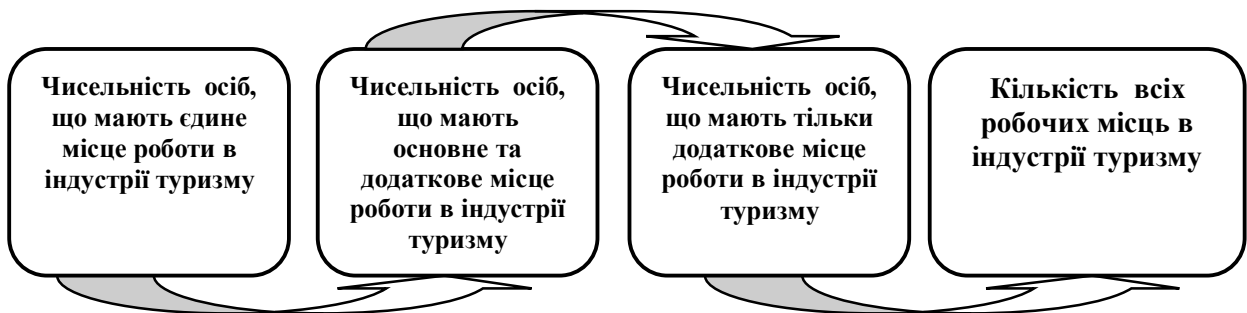 Чисельність осіб,
що мають єдине
місце роботи в
індустрії туризму
Чисельність осіб,
що мають
основне та
додаткове місце
роботи в індустрії
туризму
Чисельність осіб,
що мають тільки
додаткове місце
роботи в індустрії
туризму
Кількість всіх
робочих місць в
індустрії туризму